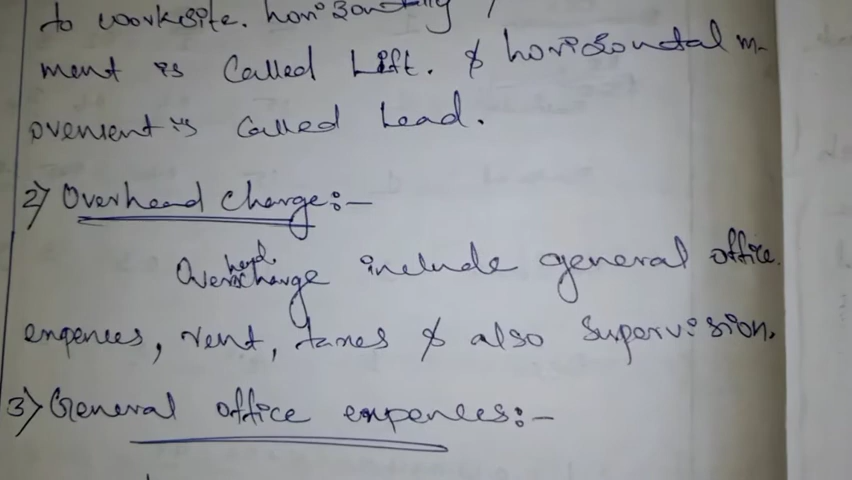 to worksite. horizontally
ment is called Lift. & horizontal m-
ovement is called Lead.
2) Overhead charge:-
Overhead charge include general office
expences, rent, taxes & also supervision.
3) General office expences:-